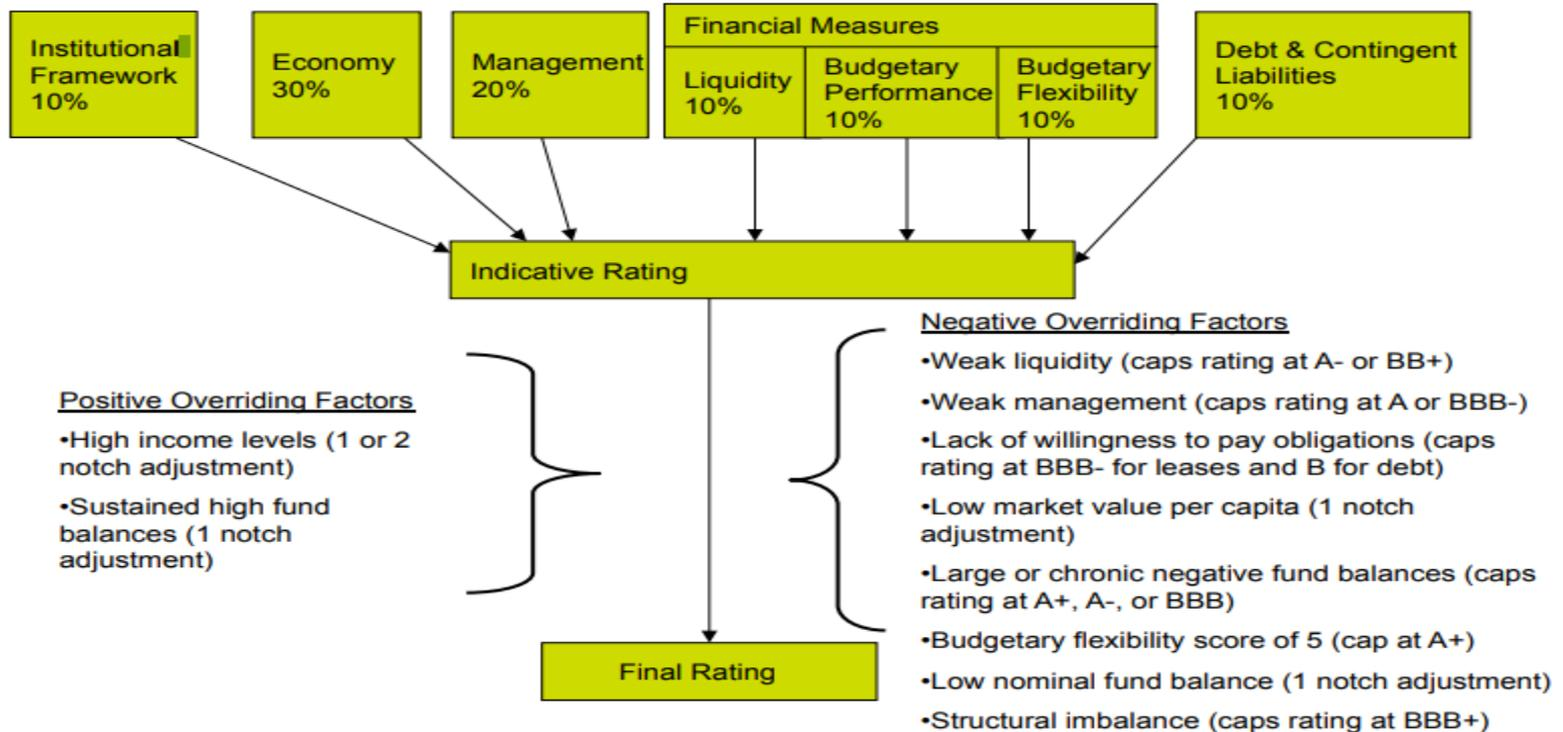 Institutional
Framework
10%
Economy
30%
Management
20%
Financial Measures
Liquidity
10%
Budgetary
Performance
10%
Budgetary
Flexibility
10%
Debt & Contingent
Liabilities
10%
Indicative Rating
Positive Overriding Factors
•High income levels (1 or 2
notch adjustment)
•Sustained high fund
balances (1 notch
adjustment)
Negative Overriding Factors
•Weak liquidity (caps rating at A- or BB+)
•Weak management (caps rating at A or BBB-)
•Lack of willingness to pay obligations (caps
rating at BBB- for leases and B for debt)
•Low market value per capita (1 notch
adjustment)
•Large or chronic negative fund balances (caps
rating at A+, A-, or BBB)
•Budgetary flexibility score of 5 (cap at A+)
•Low nominal fund balance (1 notch adjustment)
•Structural imbalance (caps rating at BBB+)
Final Rating